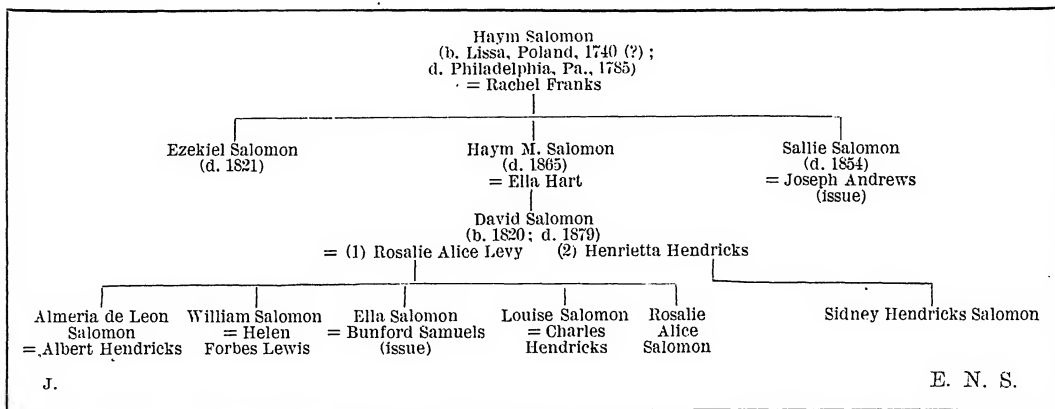 Haym Salomon
(b. Lissa, Poland, 1740 (?) ;
d. Philadelphia, Pa., 1785)
= Rachel Franks
Ezekiel Salomon
(d. 1821)
Haym M. Salomon
(d. 1865)
= Ella Hart
Sallie Salomon
(d. 1854)
= Joseph Andrews
(issue)
David Salomon
(b. 1820; d. 1879)
= (1) Rosalie Alice Levy (2) Henrietta Hendricks
Almeria de Leon
Salomon
= Albert Hendricks
William Salomon
= Helen
Forbes Lewis
Ella Salomon
= Bunford Samuels
(issue)
Louise Salomon
= Charles
Hendricks
Rosalie
Alice
Salomon
Sidney Hendricks Salomon
J.
E. N. S.